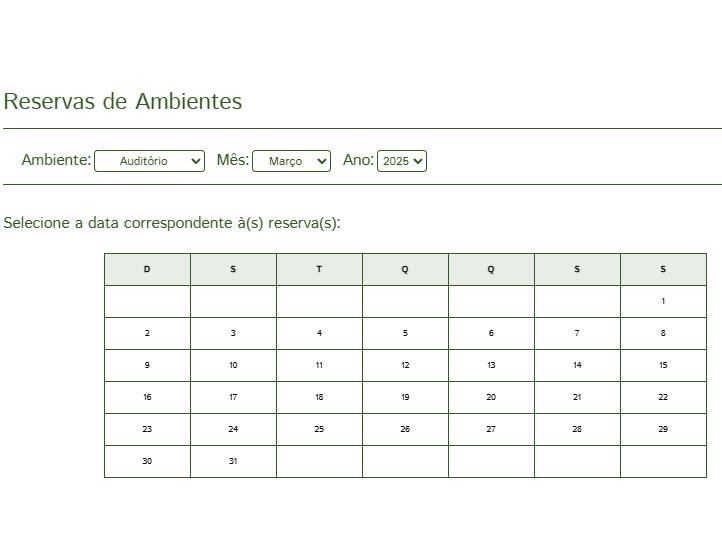 Reservas de Ambientes
Ambiente: Auditório Mês: Março Ano: 2025
Selecione a data correspondente à(s) reserva(s):
D S T Q Q S S
1
2 3 4 5 6 7 8
9 10 11 12 13 14 15
16 17 18 19 20 21 22
23 24 25 26 27 28 29
30 31